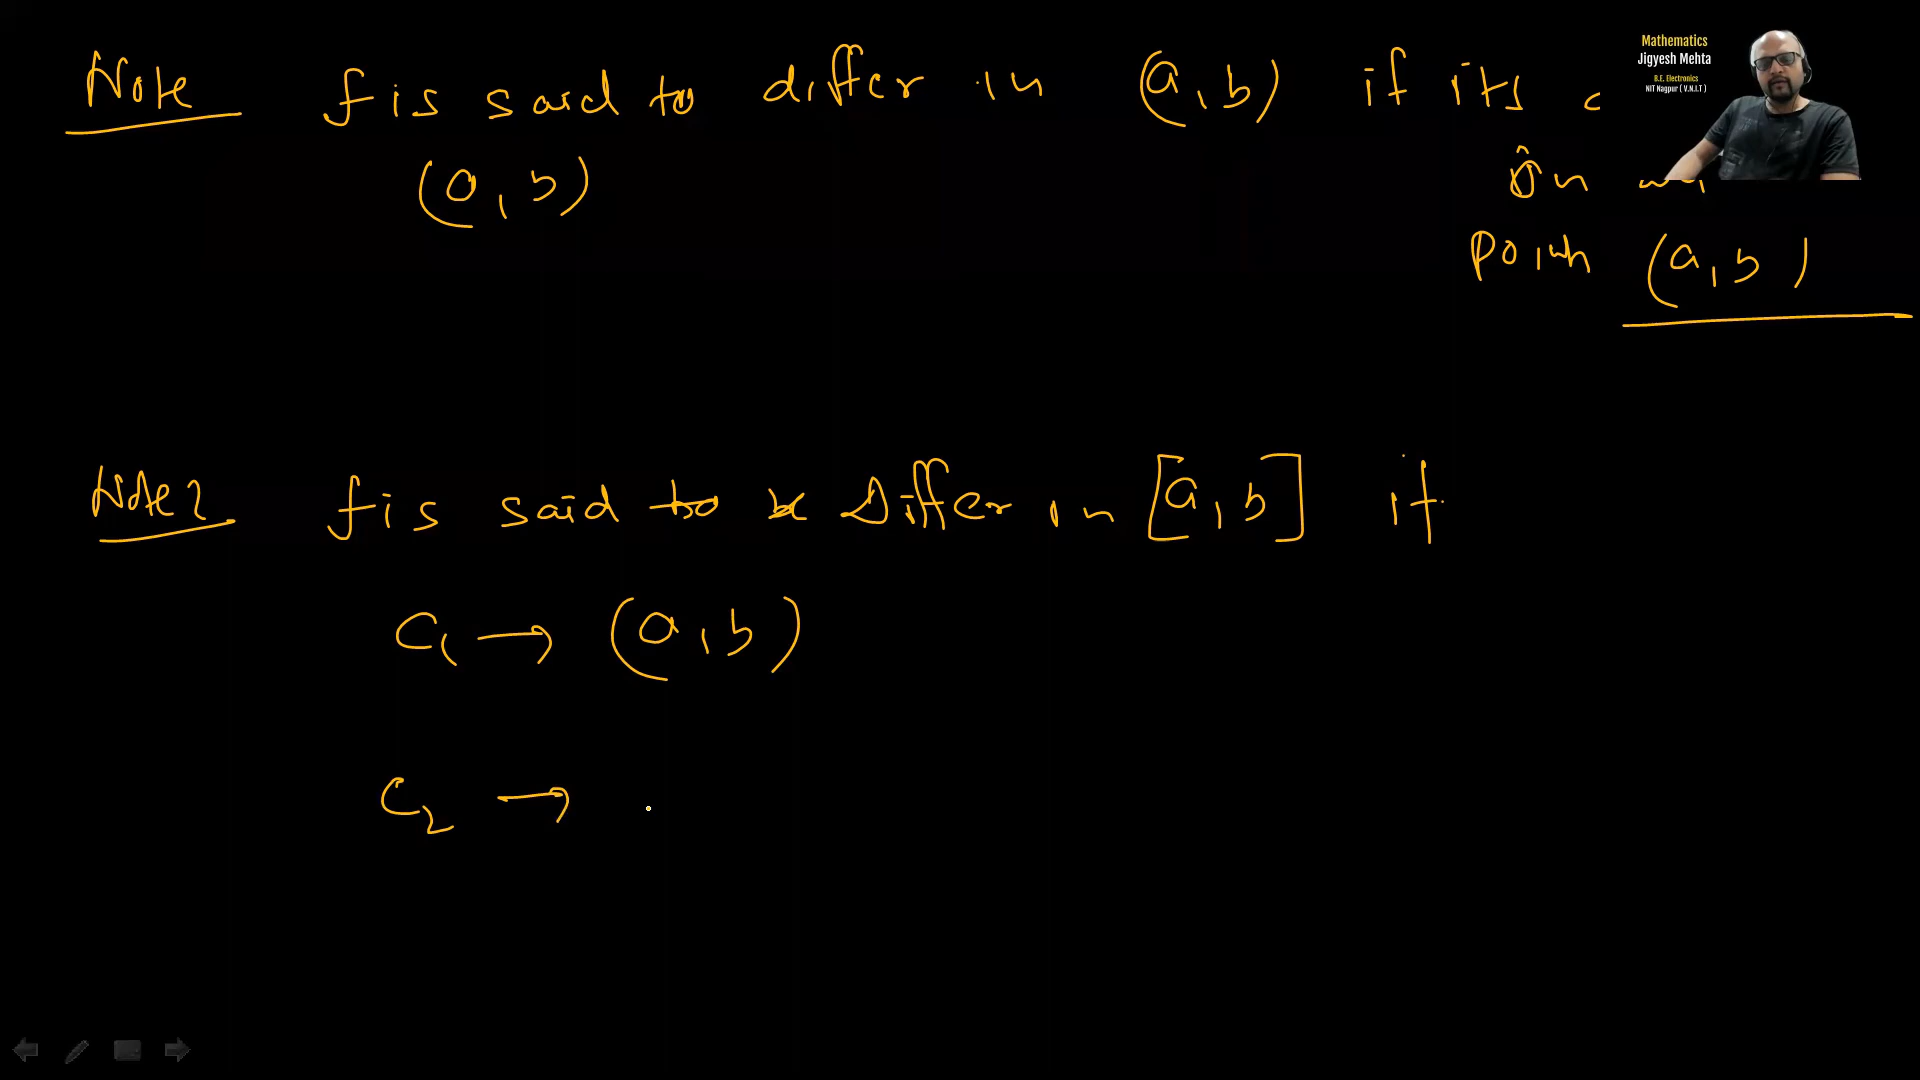 Note f is said to differ in (a, b) if its
Mathematics
Jigyesh Mehta
B.E. Electronics
NIT Nagpur ( V.N.I.T )
(a, b)
point (a, b)
Note 2 f is said to be Differ in [a, b] if
C1 → (a, b)
C2 →